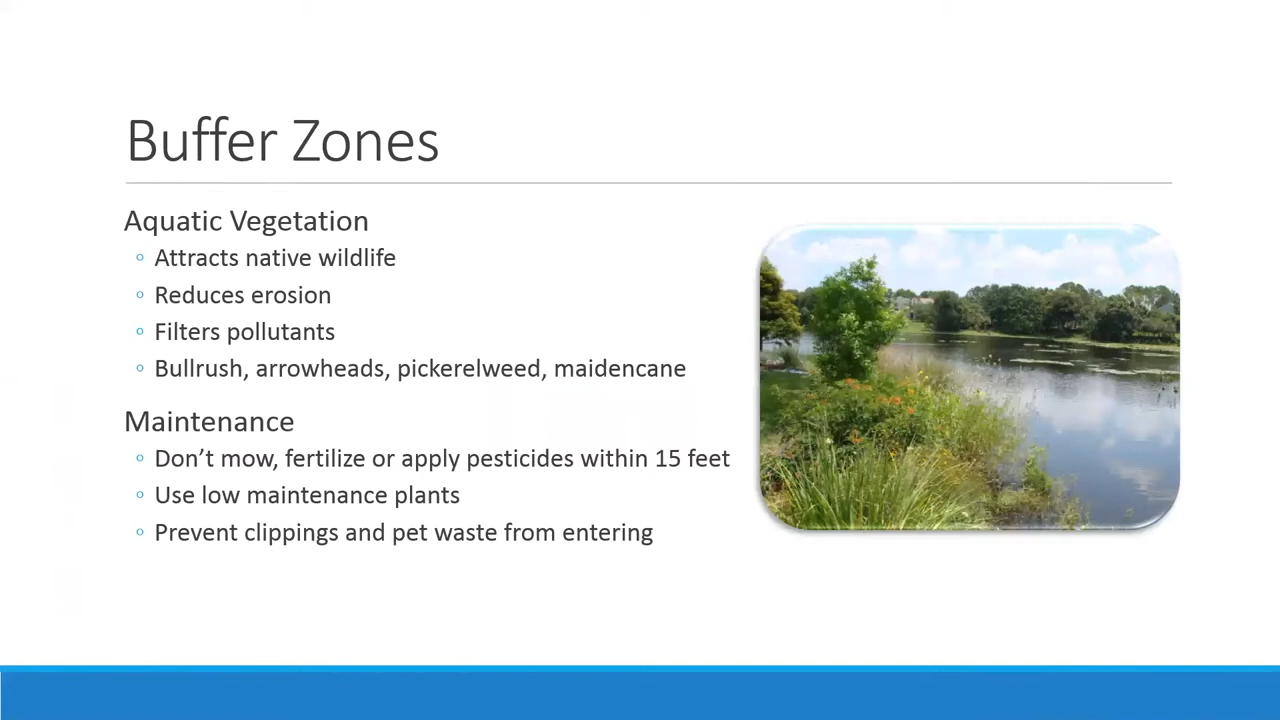 Buffer Zones
Aquatic Vegetation
◦ Attracts native wildlife
◦ Reduces erosion
◦ Filters pollutants
◦ Bullrush, arrowheads, pickerelweed, maidencane
Maintenance
◦ Don’t mow, fertilize or apply pesticides within 15 feet
◦ Use low maintenance plants
◦ Prevent clippings and pet waste from entering